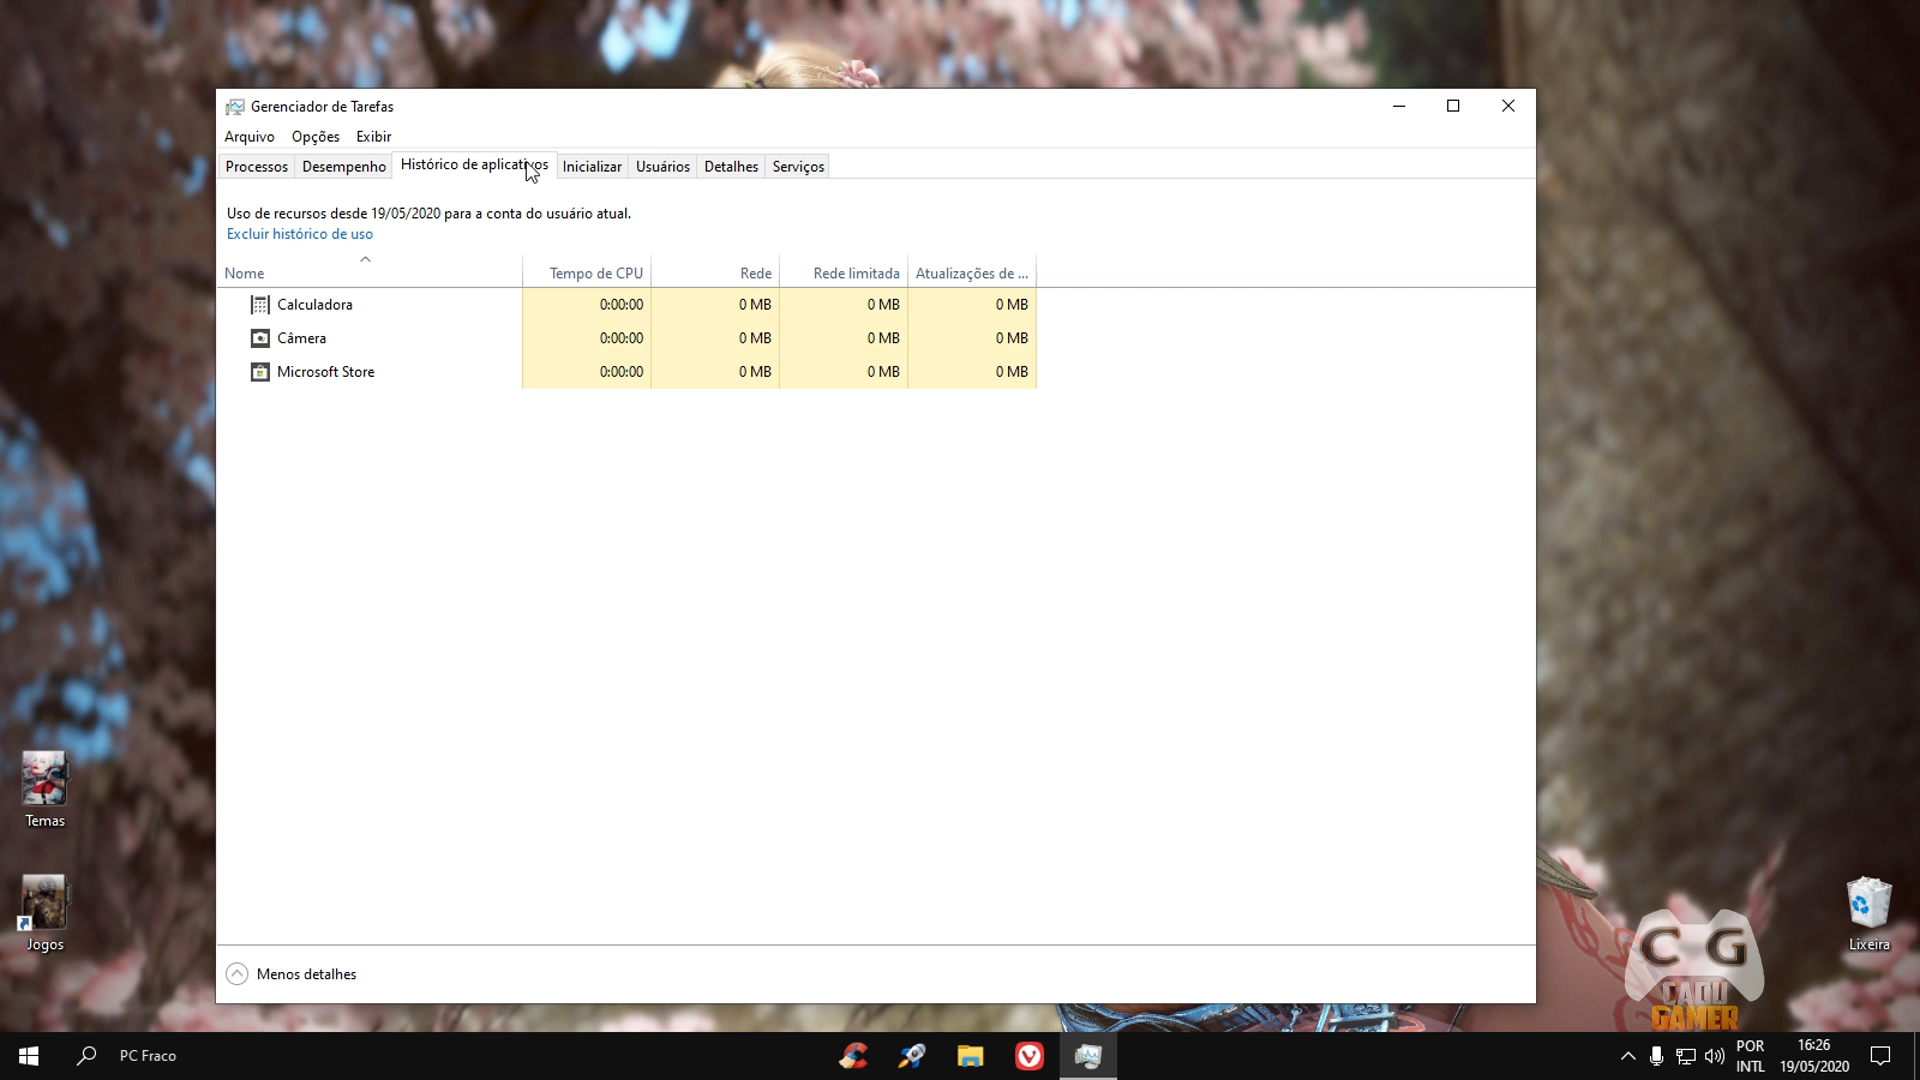 Gerenciador de Tarefas
Arquivo Opções Exibir
Processos Desempenho Histórico de aplicativos Inicializar Usuários Detalhes Serviços
Uso de recursos desde 19/05/2020 para a conta do usuário atual.
Excluir histórico de uso
Nome Tempo de CPU Rede Rede limitada Atualizações de ...
Calculadora 0:00:00 0 MB 0 MB 0 MB
Câmera 0:00:00 0 MB 0 MB 0 MB
Microsoft Store 0:00:00 0 MB 0 MB 0 MB
Menos detalhes
Temas
Jogos
Lixeira
C G
CADU
GAMER
PC Fraco
POR
INTL
16:26
19/05/2020